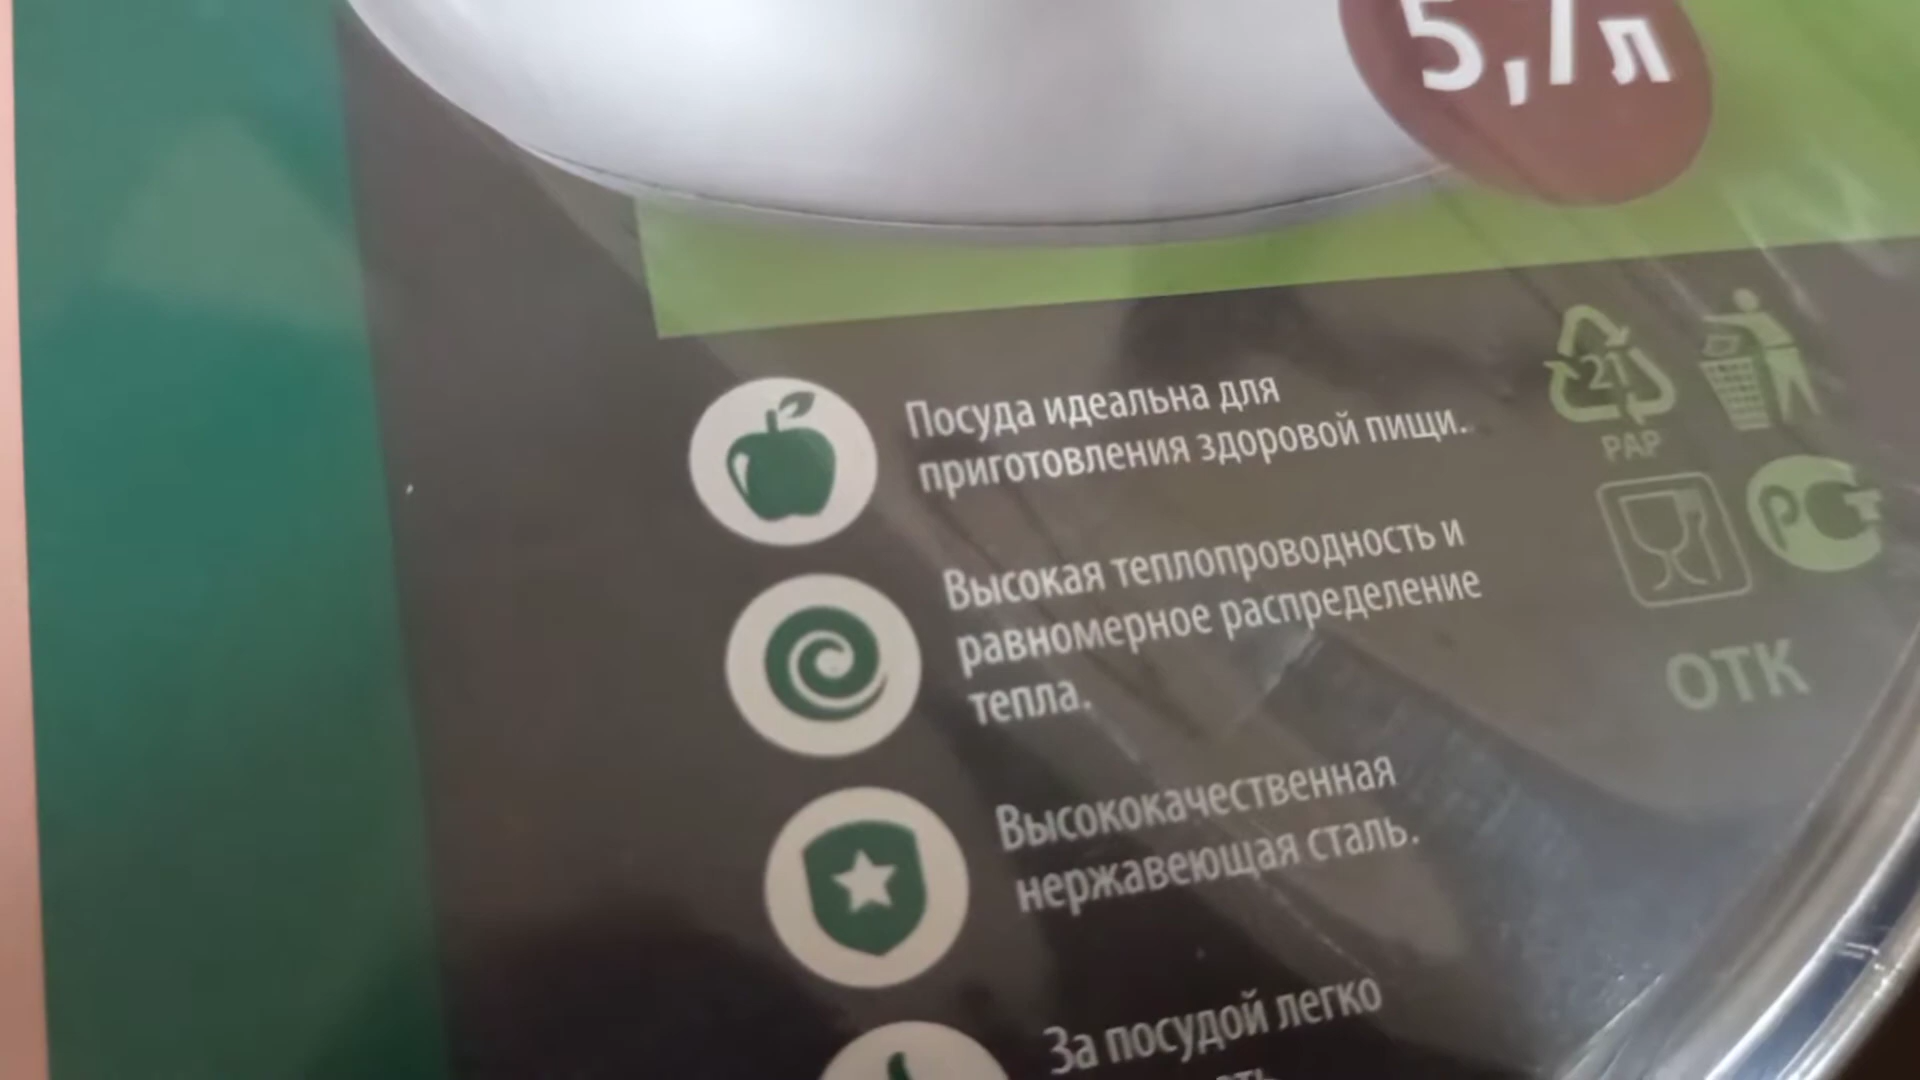 5,7л
Посуда идеальна для
приготовления здоровой пищи.
21
PAP
Высокая теплопроводность и
равномерное распределение
тепла.
РСТ
ОТК
Высококачественная
нержавеющая сталь.
За посудой легко